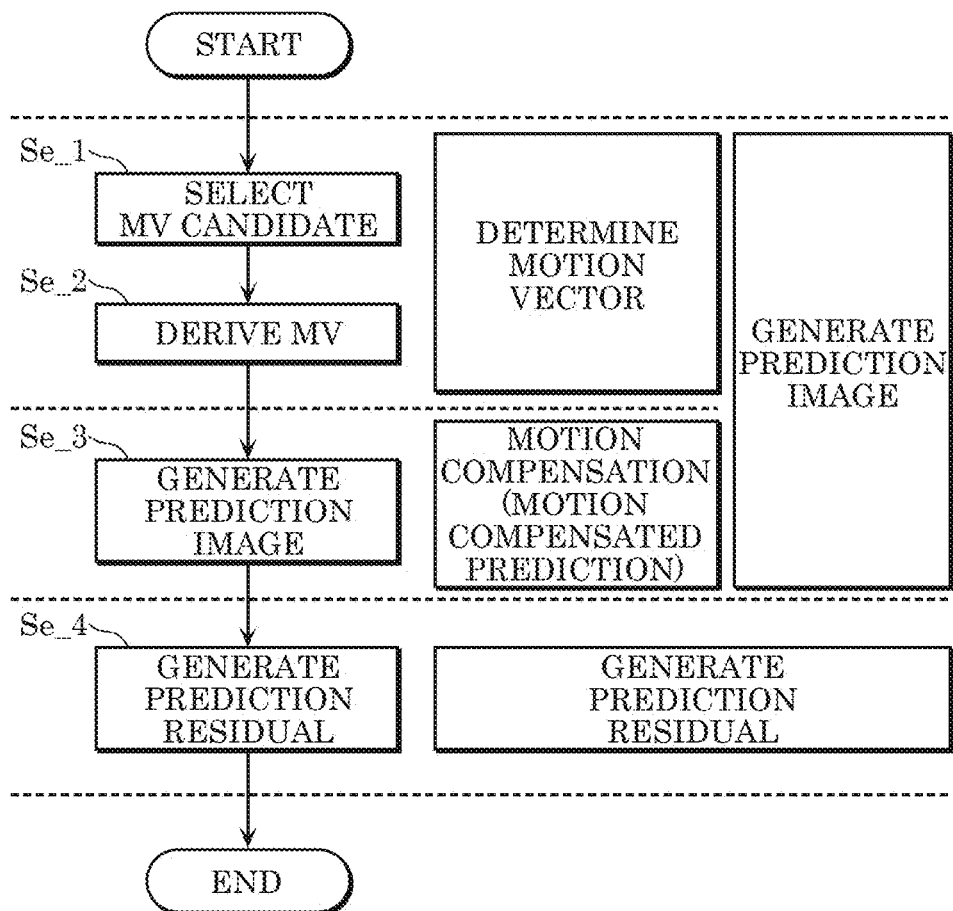 START
Se_1
SELECT
MV CANDIDATE
Se_2
DERIVE MV
DETERMINE
MOTION
VECTOR
GENERATE
PREDICTION
IMAGE
Se_3
GENERATE
PREDICTION
IMAGE
MOTION
COMPENSATION
(MOTION
COMPENSATED
PREDICTION)
Se_4
GENERATE
PREDICTION
RESIDUAL
GENERATE
PREDICTION
RESIDUAL
END